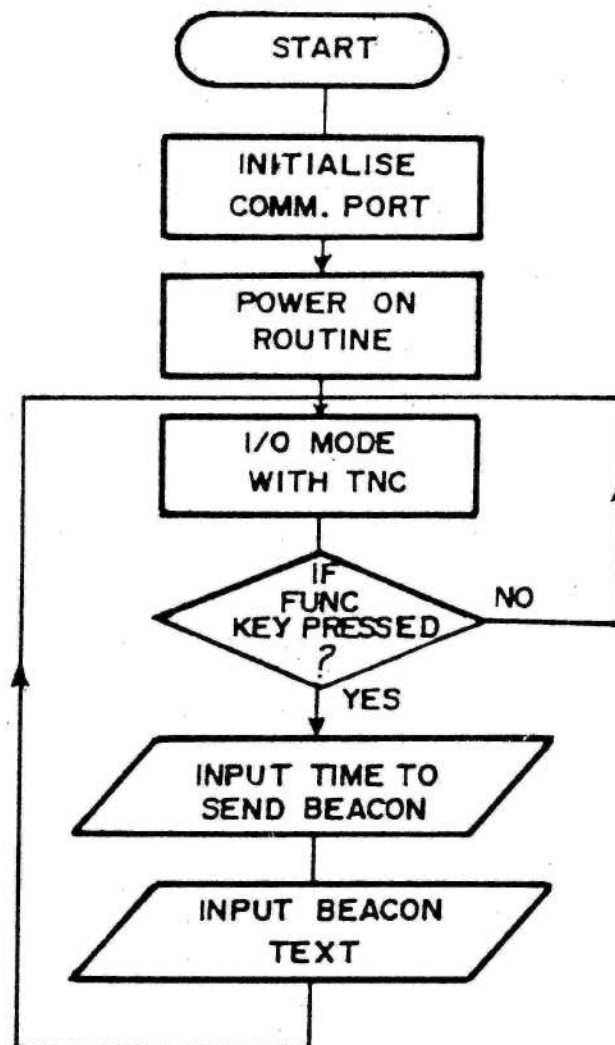 START
INITIALISE
COMM. PORT
POWER ON
ROUTINE
I/O MODE
WITH TNC
IF
FUNC
KEY PRESSED
?
NO
YES
INPUT TIME TO
SEND BEACON
INPUT BEACON
TEXT